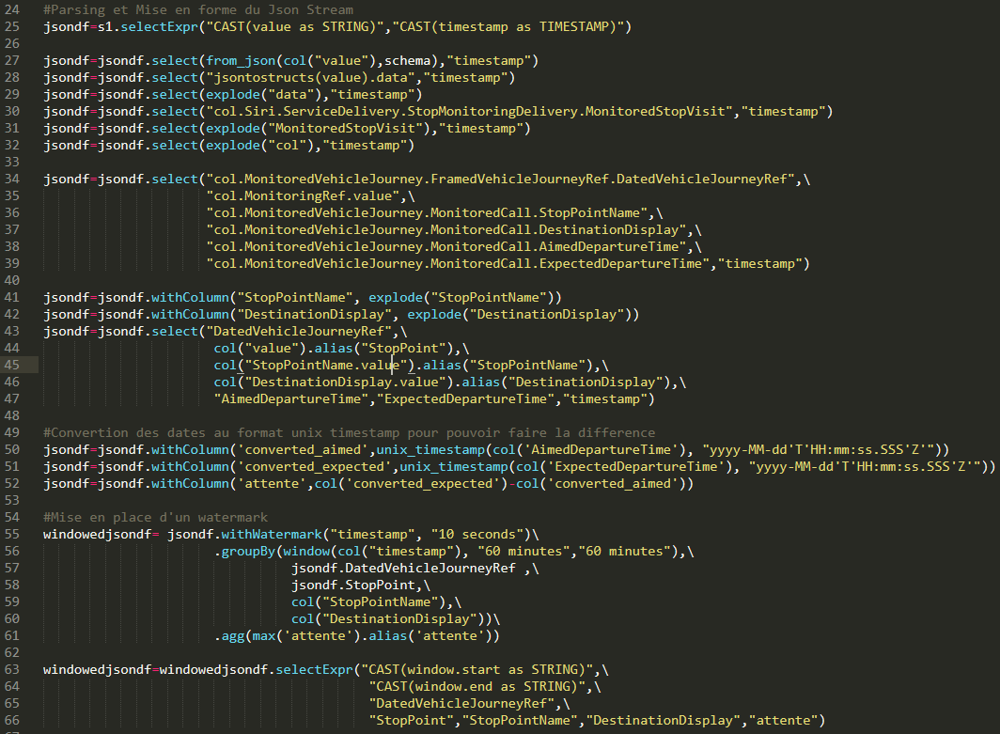 24 #Parsing et Mise en forme du Json Stream
25 jsondf=s1.selectExpr("CAST(value as STRING)","CAST(timestamp as TIMESTAMP)")
26
27 jsondf=jsondf.select(from_json(col("value"),schema),"timestamp")
28 jsondf=jsondf.select("jsontostructs(value).data","timestamp")
29 jsondf=jsondf.select(explode("data"),"timestamp")
30 jsondf=jsondf.select("col.Siri.ServiceDelivery.StopMonitoringDelivery.MonitoredStopVisit","timestamp")
31 jsondf=jsondf.select(explode("MonitoredStopVisit"),"timestamp")
32 jsondf=jsondf.select(explode("col"),"timestamp")
33
34 jsondf=jsondf.select("col.MonitoredVehicleJourney.FramedVehicleJourneyRef.DatedVehicleJourneyRef",\
35 "col.MonitoringRef.value",\
36 "col.MonitoredVehicleJourney.MonitoredCall.StopPointName",\
37 "col.MonitoredVehicleJourney.MonitoredCall.DestinationDisplay",\
38 "col.MonitoredVehicleJourney.MonitoredCall.AimedDepartureTime",\
39 "col.MonitoredVehicleJourney.MonitoredCall.ExpectedDepartureTime","timestamp")
40
41 jsondf=jsondf.withColumn("StopPointName", explode("StopPointName"))
42 jsondf=jsondf.withColumn("DestinationDisplay", explode("DestinationDisplay"))
43 jsondf=jsondf.select("DatedVehicleJourneyRef",\
44 col("value").alias("StopPoint"),\
45 col("StopPointName.value").alias("StopPointName"),\
46 col("DestinationDisplay.value").alias("DestinationDisplay"),\
47 "AimedDepartureTime","ExpectedDepartureTime","timestamp")
48
49 #Convertion des dates au format unix timestamp pour pouvoir faire la difference
50 jsondf=jsondf.withColumn('converted_aimed',unix_timestamp(col('AimedDepartureTime'), "yyyy-MM-dd'T'HH:mm:ss.SSS'Z'"))
51 jsondf=jsondf.withColumn('converted_expected',unix_timestamp(col('ExpectedDepartureTime'), "yyyy-MM-dd'T'HH:mm:ss.SSS'Z'"))
52 jsondf=jsondf.withColumn('attente',col('converted_expected')-col('converted_aimed'))
53
54 #Mise en place d'un watermark
55 windowedjsondf= jsondf.withWatermark("timestamp", "10 seconds")\
56 .groupBy(window(col("timestamp"), "60 minutes","60 minutes"),\
57 jsondf.DatedVehicleJourneyRef ,\
58 jsondf.StopPoint,\
59 col("StopPointName"),\
60 col("DestinationDisplay"))\
61 .agg(max('attente').alias('attente'))
62
63 windowedjsondf=windowedjsondf.selectExpr("CAST(window.start as STRING)",\
64 "CAST(window.end as STRING)",\
65 "DatedVehicleJourneyRef",\
66 "StopPoint","StopPointName","DestinationDisplay","attente")